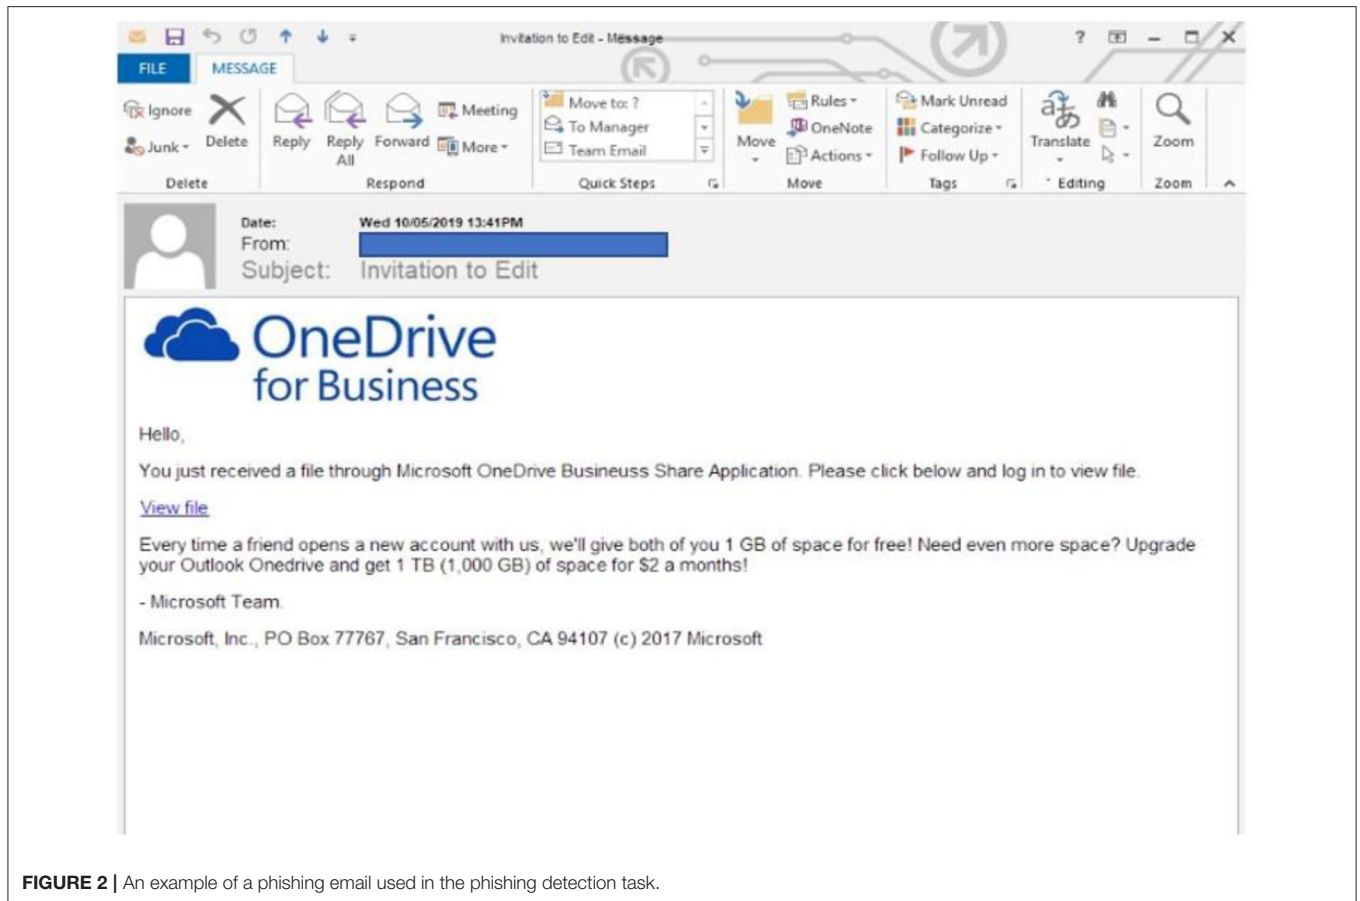 Invitation to Edit - Message
FILE MESSAGE
Ignore
Junk
Delete
Delete
Reply
Reply All
Forward
Meeting
More
Respond
Move to: ?
To Manager
Team Email
Quick Steps
Move
Rules
OneNote
Actions
Move
Mark Unread
Categorize
Follow Up
Tags
Translate
Editing
Zoom
Zoom
Date: Wed 10/05/2019 13:41PM
From:
Subject: Invitation to Edit
OneDrive
for Business
Hello,
You just received a file through Microsoft OneDrive Busineuss Share Application. Please click below and log in to view file.
View file
Every time a friend opens a new account with us, we'll give both of you 1 GB of space for free! Need even more space? Upgrade
your Outlook Onedrive and get 1 TB (1,000 GB) of space for $2 a months!
- Microsoft Team.
Microsoft, Inc., PO Box 77767, San Francisco, CA 94107 (c) 2017 Microsoft
FIGURE 2 | An example of a phishing email used in the phishing detection task.